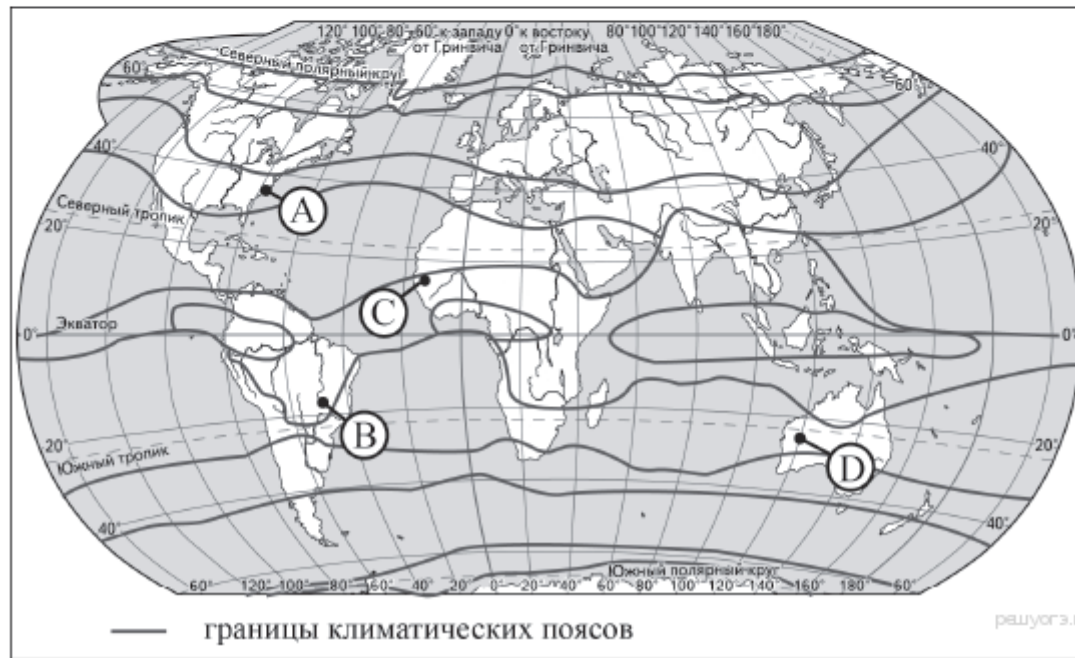 120° 100° 80° 60° к западу 0° к востоку 80° 100° 120° 140° 160° 180°
от Гринвича от Гринвича
Северный полярный круг
60° 60°
40° 40°
Северный тропик
20° 20°
A
C
Экватор
0° 0°
B
D
20° 20°
Южный тропик
40° 40°
Южный полярный круг
60° 120° 100° 80° 60° 40° 20° 0° 20° 40° 60° 80° 100° 120° 140° 160° 180° 60°
границы климатических поясов